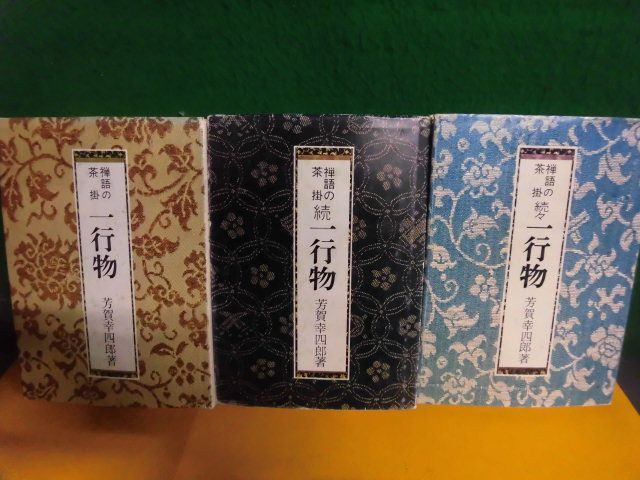 禅語の
茶掛
一行物
芳賀幸四郎著
禅語の
茶掛
続
一行物
芳賀幸四郎著
禅語の
茶掛
続々
一行物
芳賀幸四郎著